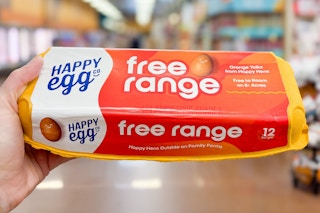 HAPPY
egg CO
free
range
Orange Yolks
from Happy Hens
Free to Roam
on 8+ Acres
HAPPY
egg CO
free range
12
Happy Hens Outside on Family Farms